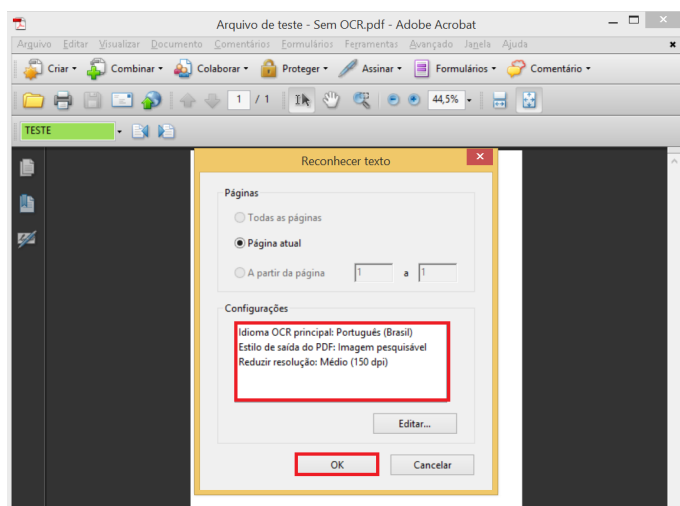 Arquivo de teste - Sem OCR.pdf - Adobe Acrobat
Arquivo Editar Visualizar Documento Comentários Formulários Ferramentas Avançado Janela Ajuda
Criar Combinar Colaborar Proteger Assinar Formulários Comentário
1 / 1 44,5%
TESTE
Reconhecer texto
Páginas
Todas as páginas
Página atual
A partir da página 1 a 1
Configurações
Idioma OCR principal: Português (Brasil)
Estilo de saída do PDF: Imagem pesquisável
Reduzir resolução: Médio (150 dpi)
Editar...
OK Cancelar